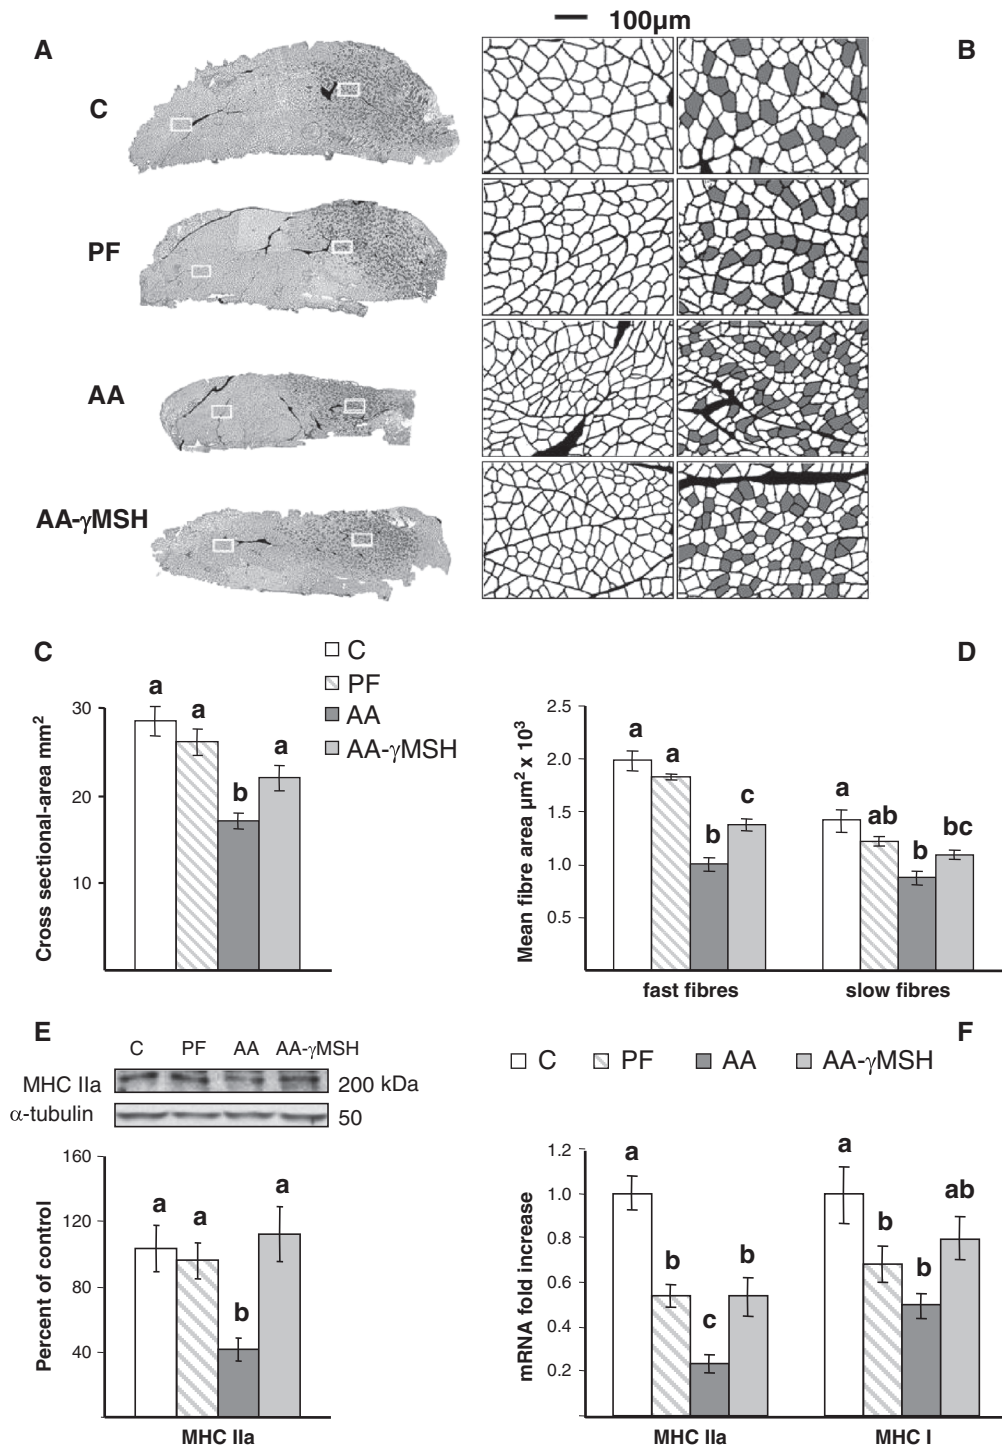 100µm
A
B
C
PF
AA
AA-γMSH
C
D
C
PF
AA
AA-γMSH
Cross sectional-area mm²
30
20
10
a
a
b
a
Mean fibre area µm² x 10³
2.5
2.0
1.5
1.0
0.5
a
a
b
c
a
ab
b
bc
fast fibres
slow fibres
E
C PF AA AA-γMSH
MHC IIa
200 kDa
α-tubulin
50
Percent of control
160
120
80
40
a
a
b
a
MHC IIa
F
C PF AA AA-γMSH
mRNA fold increase
1.2
1.0
0.8
0.6
0.4
0.2
a
b
c
b
a
b
b
ab
MHC IIa
MHC I